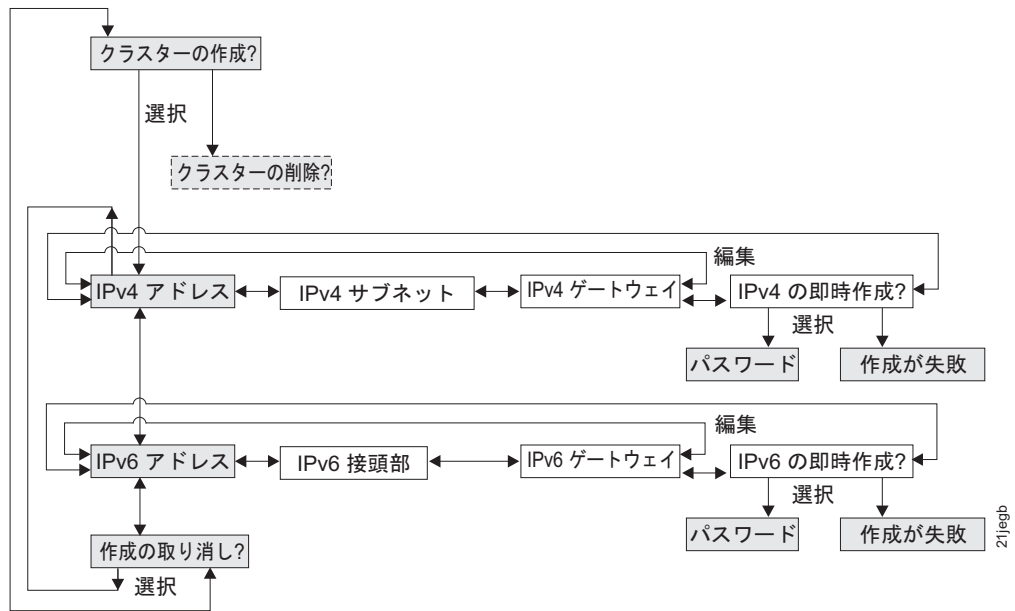 クラスターの作成?
選択
クラスターの削除?
編集
IPv4 アドレス
IPv4 サブネット
IPv4 ゲートウェイ
IPv4 の即時作成?
選択
パスワード
作成が失敗
編集
IPv6 アドレス
IPv6 接頭部
IPv6 ゲートウェイ
IPv6 の即時作成?
選択
パスワード
作成が失敗
作成の取り消し?
選択
21jegb